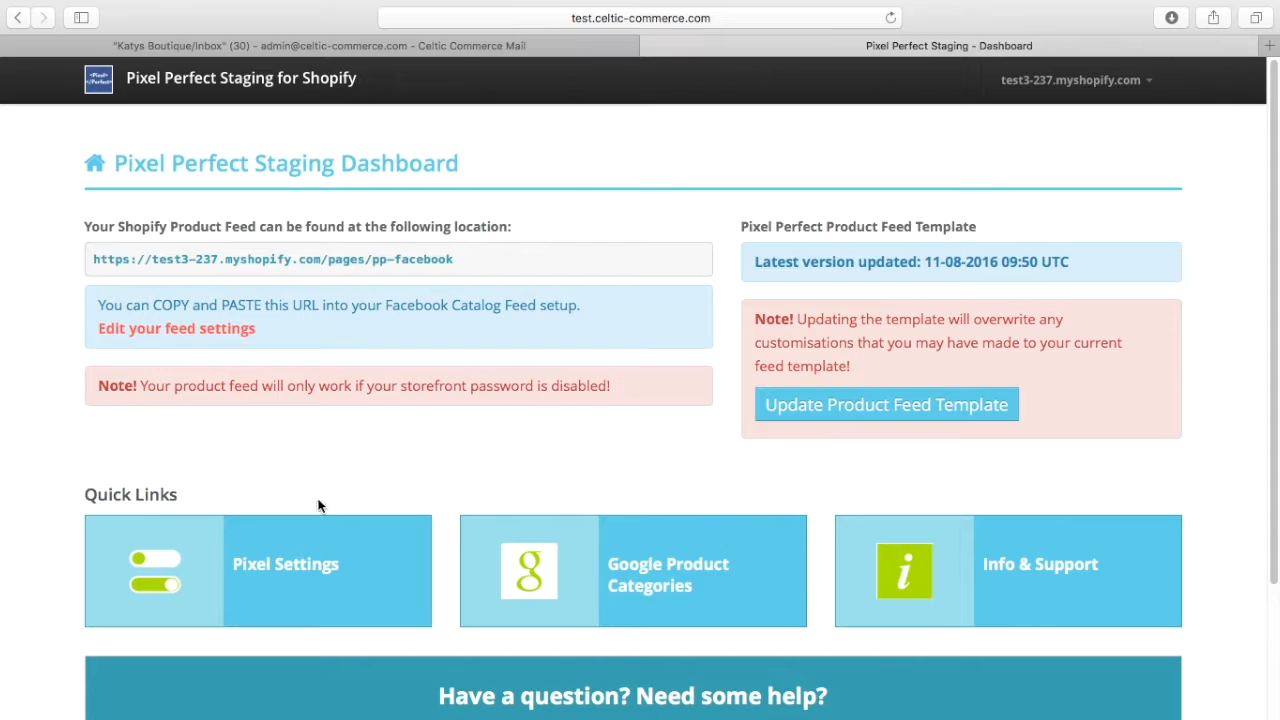 test.celtic-commerce.com
"Katys Boutique/Inbox" (30) - admin@celtic-commerce.com - Celtic Commerce Mail
Pixel Perfect Staging - Dashboard
<Pixel>
</Perfect>
Pixel Perfect Staging for Shopify
test3-237.myshopify.com
Pixel Perfect Staging Dashboard
Your Shopify Product Feed can be found at the following location:
https://test3-237.myshopify.com/pages/pp-facebook
You can COPY and PASTE this URL into your Facebook Catalog Feed setup.
Edit your feed settings
Note! Your product feed will only work if your storefront password is disabled!
Pixel Perfect Product Feed Template
Latest version updated: 11-08-2016 09:50 UTC
Note! Updating the template will overwrite any
customisations that you may have made to your current
feed template!
Update Product Feed Template
Quick Links
Pixel Settings
g
Google Product
Categories
i
Info & Support
Have a question? Need some help?